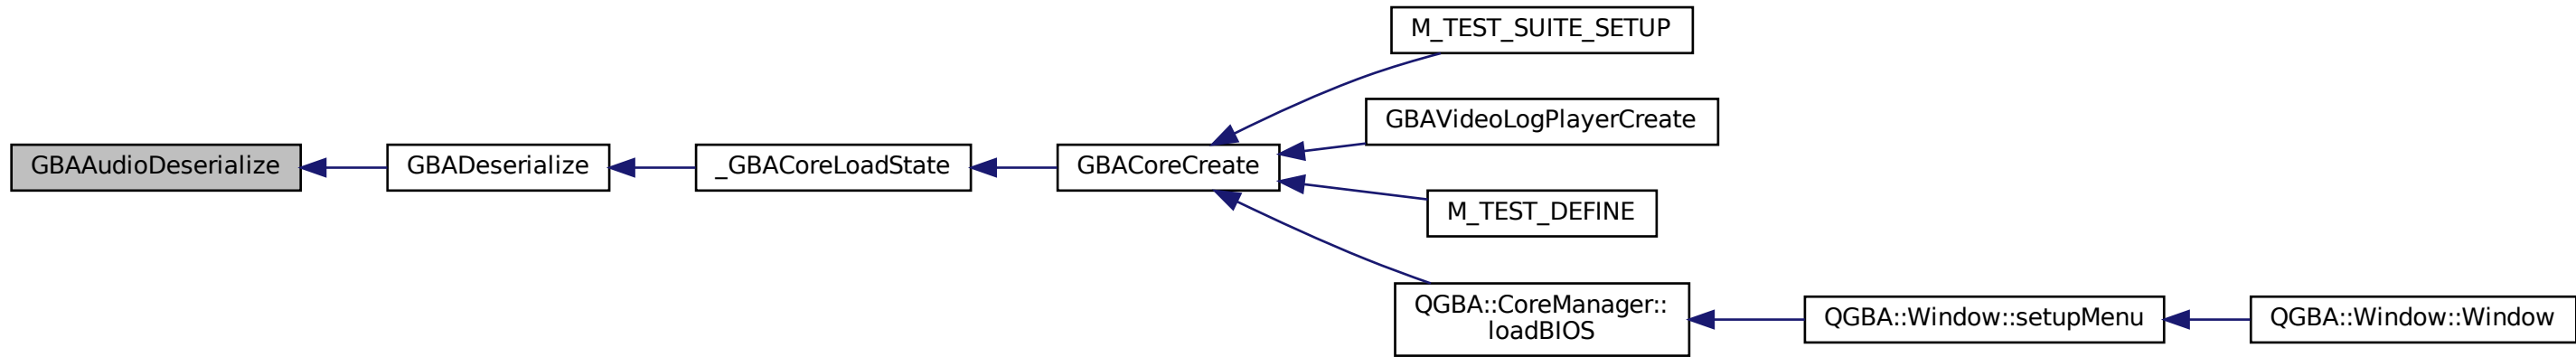 M_TEST_SUITE_SETUP
GBAVideoLogPlayerCreate
GBAAudioDeserialize
GBADeserialize
_GBACoreLoadState
GBACoreCreate
M_TEST_DEFINE
QGBA::CoreManager::
loadBIOS
QGBA::Window::setupMenu
QGBA::Window::Window